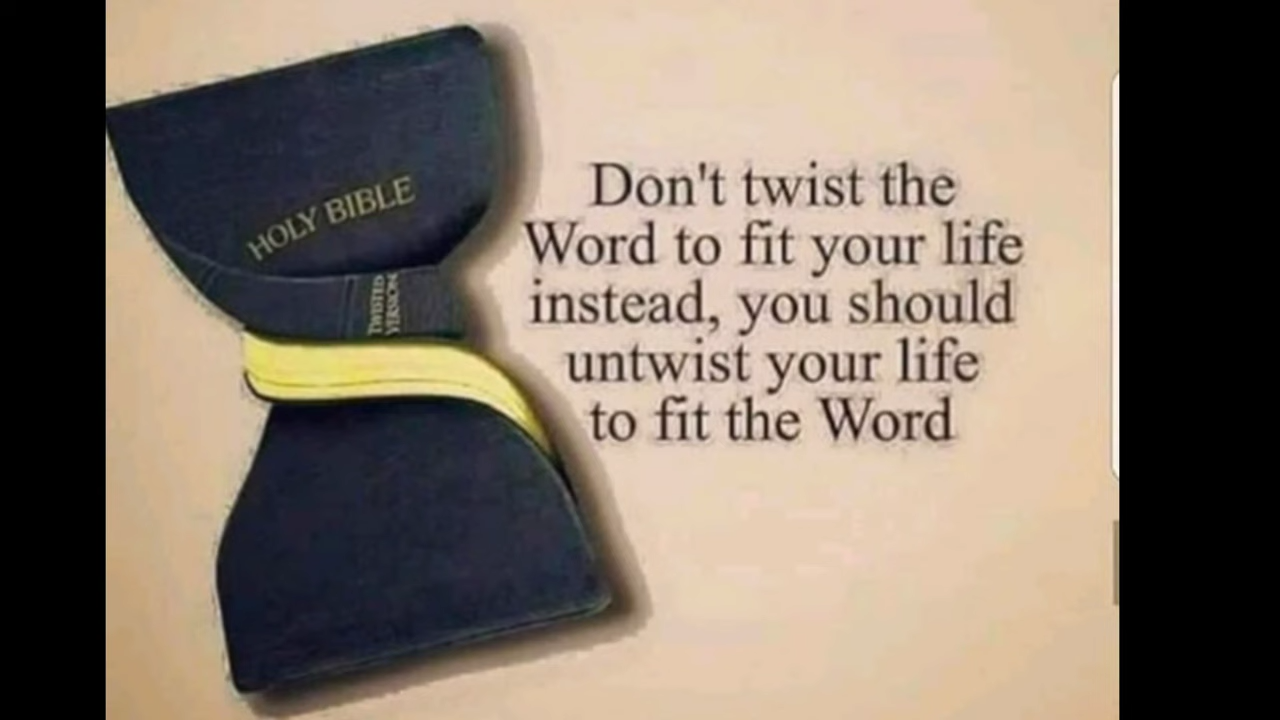 HOLY BIBLE
TWISTED
VERSION
Don't twist the
Word to fit your life
instead, you should
untwist your life
to fit the Word